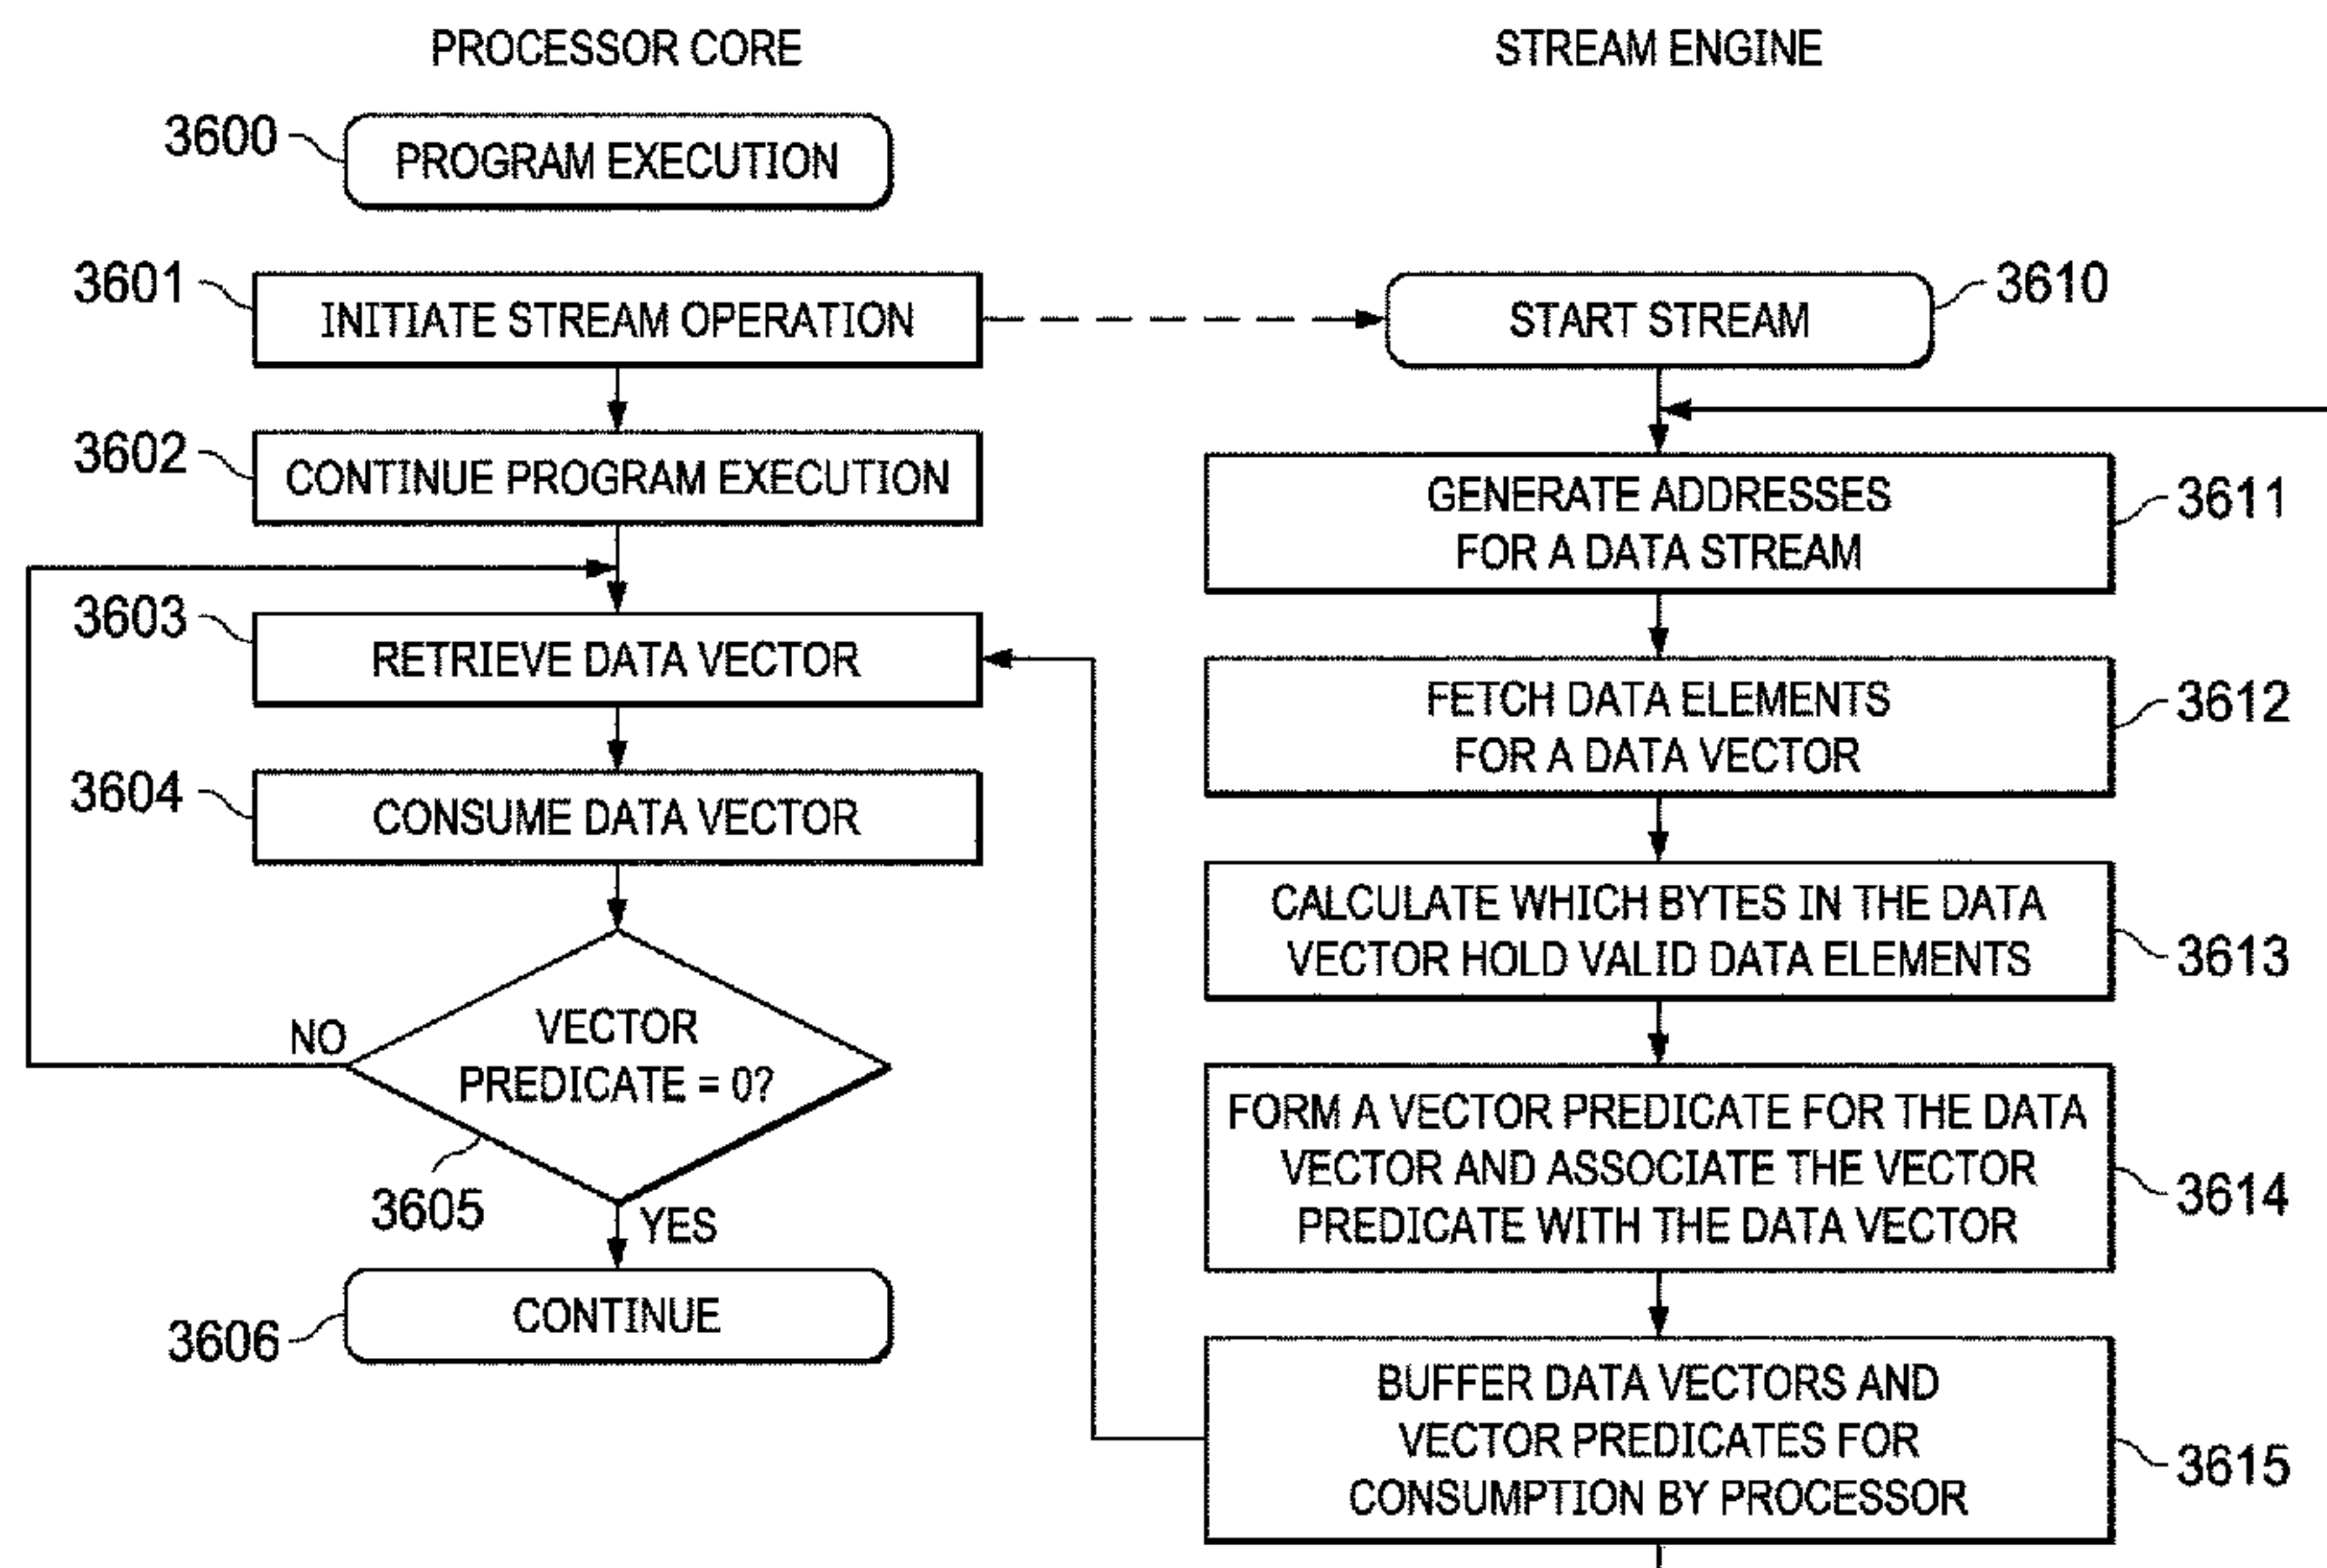 PROCESSOR CORE
3600
PROGRAM EXECUTION
3601
INITIATE STREAM OPERATION
3602
CONTINUE PROGRAM EXECUTION
3603
RETRIEVE DATA VECTOR
3604
CONSUME DATA VECTOR
NO
VECTOR
PREDICATE = 0?
3605
YES
3606
CONTINUE
STREAM ENGINE
START STREAM
3610
GENERATE ADDRESSES
FOR A DATA STREAM
3611
FETCH DATA ELEMENTS
FOR A DATA VECTOR
3612
CALCULATE WHICH BYTES IN THE DATA
VECTOR HOLD VALID DATA ELEMENTS
3613
FORM A VECTOR PREDICATE FOR THE DATA
VECTOR AND ASSOCIATE THE VECTOR
PREDICATE WITH THE DATA VECTOR
3614
BUFFER DATA VECTORS AND
VECTOR PREDICATES FOR
CONSUMPTION BY PROCESSOR
3615